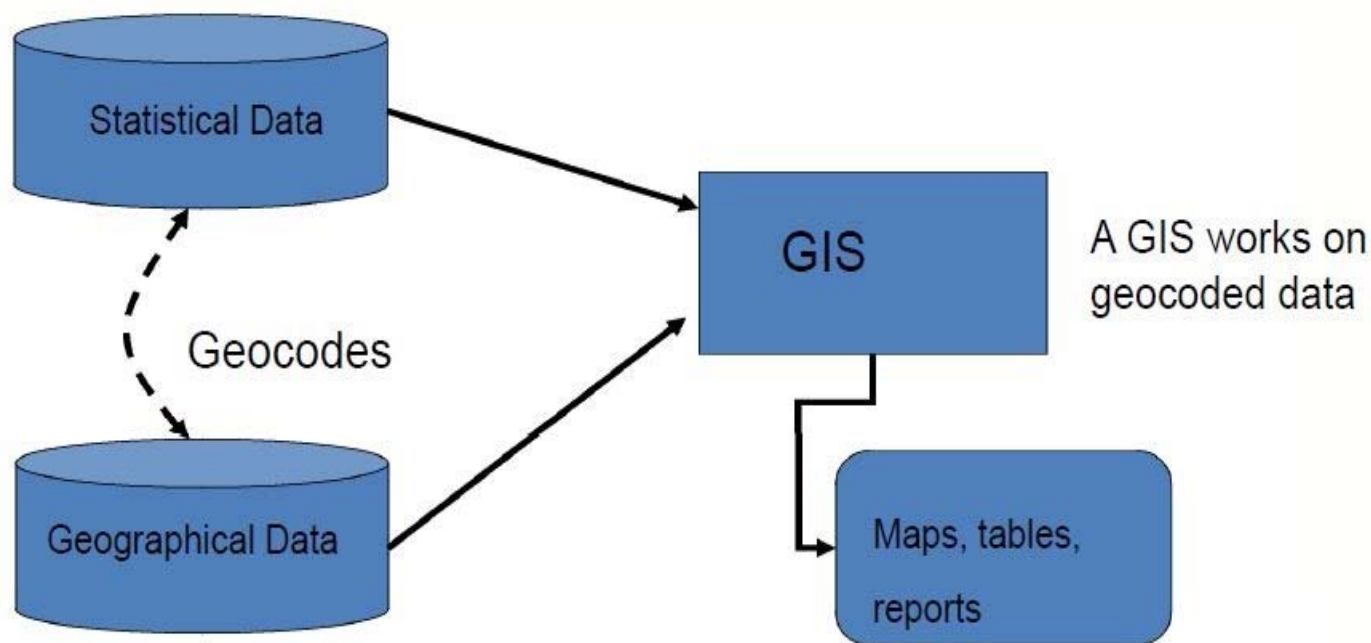 Statistical Data
GIS
A GIS works on
geocoded data
Geocodes
Geographical Data
Maps, tables,
reports